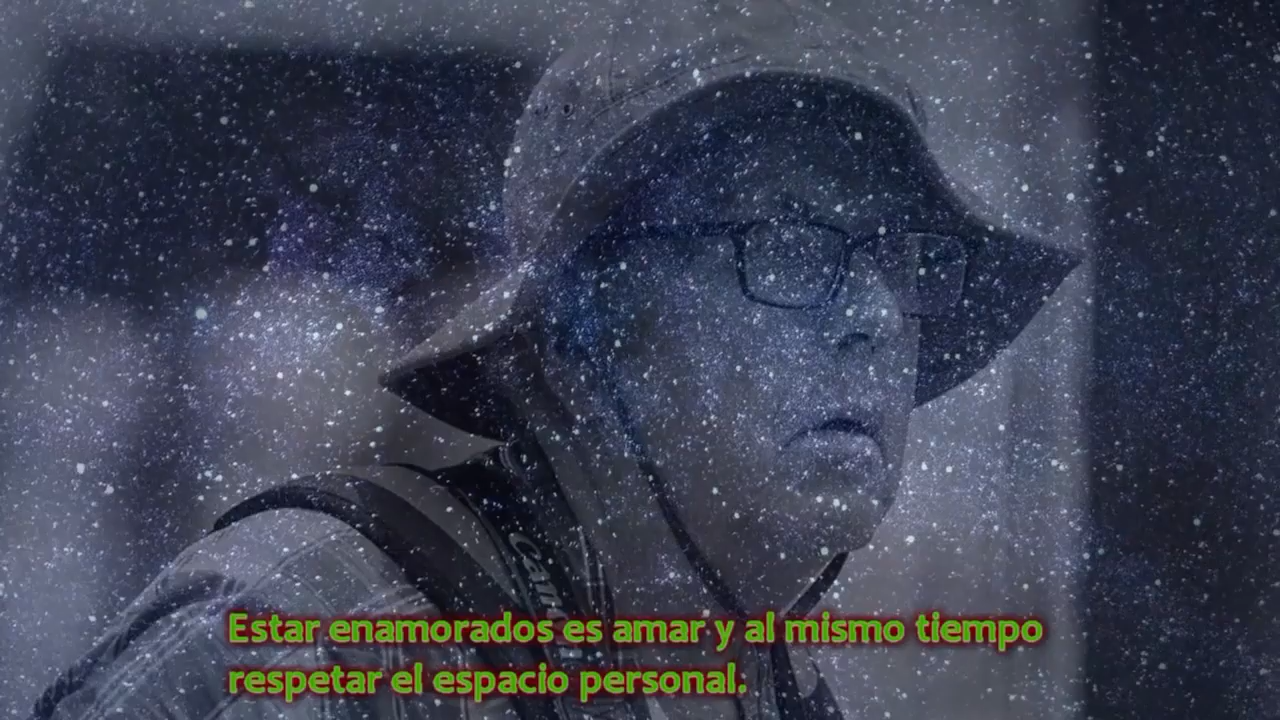 Estar enamorados es amar y al mismo tiempo
respetar el espacio personal.